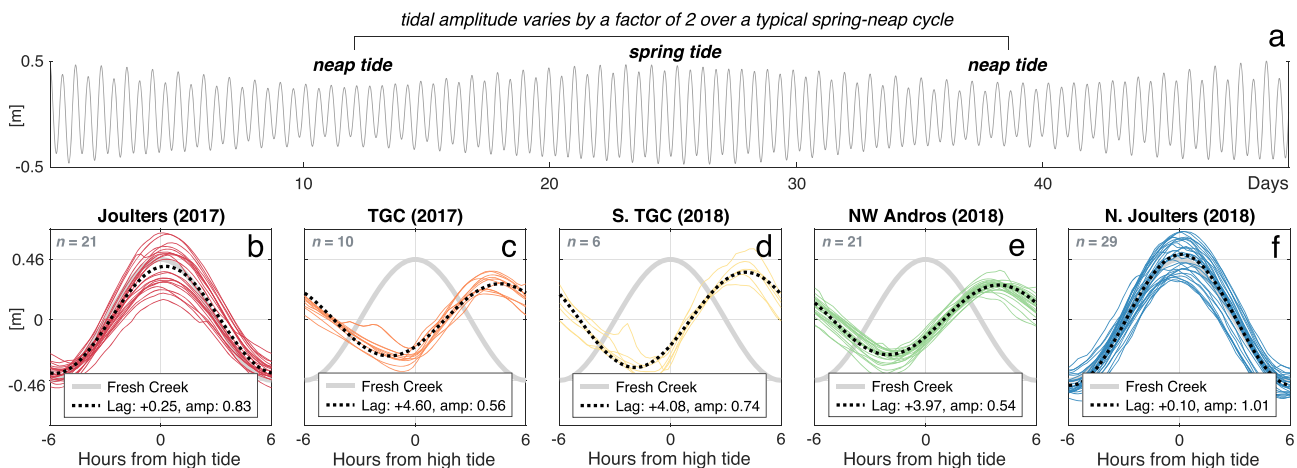 tidal amplitude varies by a factor of 2 over a typical spring-neap cycle
a
neap tide
spring tide
neap tide
0.5
[m]
-0.5
10
20
30
40
Days
Joulters (2017)
n = 21
b
0.46
0
-0.46
[m]
Fresh Creek
Lag: +0.25, amp: 0.83
-6
0
6
Hours from high tide
TGC (2017)
n = 10
c
Fresh Creek
Lag: +4.60, amp: 0.56
-6
0
6
Hours from high tide
S. TGC (2018)
n = 6
d
Fresh Creek
Lag: +4.08, amp: 0.74
-6
0
6
Hours from high tide
NW Andros (2018)
n = 21
e
Fresh Creek
Lag: +3.97, amp: 0.54
-6
0
6
Hours from high tide
N. Joulters (2018)
n = 29
f
Fresh Creek
Lag: +0.10, amp: 1.01
-6
0
6
Hours from high tide